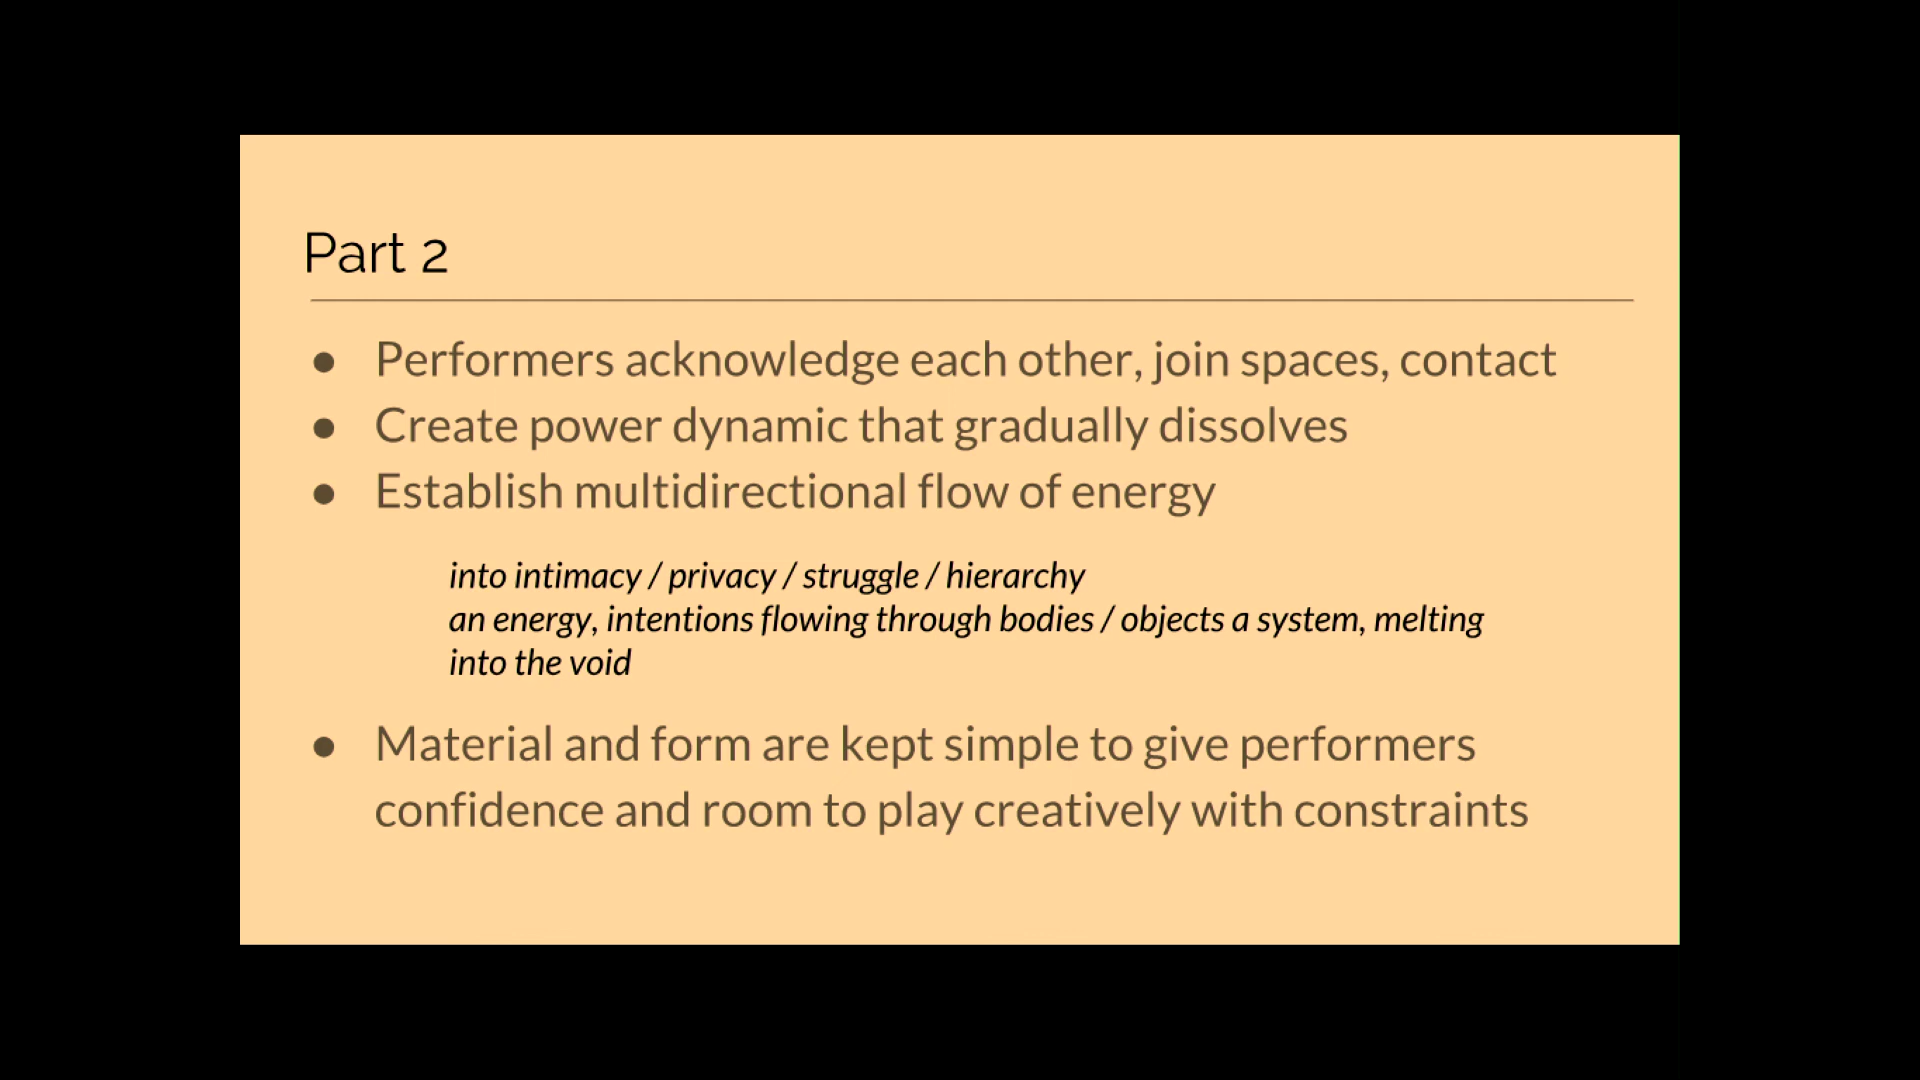 Part 2
● Performers acknowledge each other, join spaces, contact
● Create power dynamic that gradually dissolves
● Establish multidirectional flow of energy
into intimacy / privacy / struggle / hierarchy
an energy, intentions flowing through bodies / objects a system, melting
into the void
● Material and form are kept simple to give performers
confidence and room to play creatively with constraints